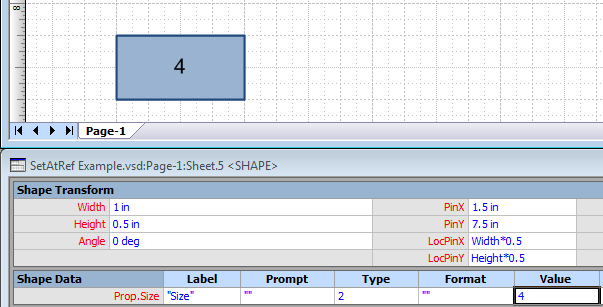 8
4
Page-1
SetAtRef Example.vsd:Page-1:Sheet.5 <SHAPE>
Shape Transform
Width 1 in PinX 1.5 in
Height 0.5 in PinY 7.5 in
Angle 0 deg LocPinX Width*0.5
LocPinY Height*0.5
Shape Data Label Prompt Type Format Value
Prop.Size "Size" "" 2 "" 4